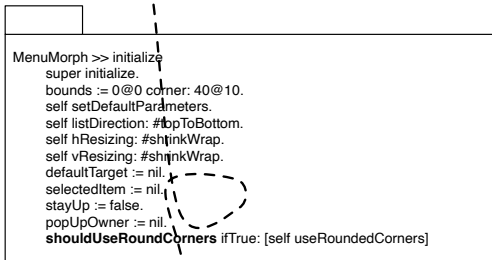 MenuMorph >> initialize
super initialize.
bounds := 0@0 corner: 40@10.
self setDefaultParameters.
self listDirection: #topToBottom.
self hResizing: #shrinkWrap.
self vResizing: #shrinkWrap.
defaultTarget := nil.
selectedItem := nil.
stayUp := false.
popUpOwner := nil.
shouldUseRoundCorners ifTrue: [self useRoundedCorners]